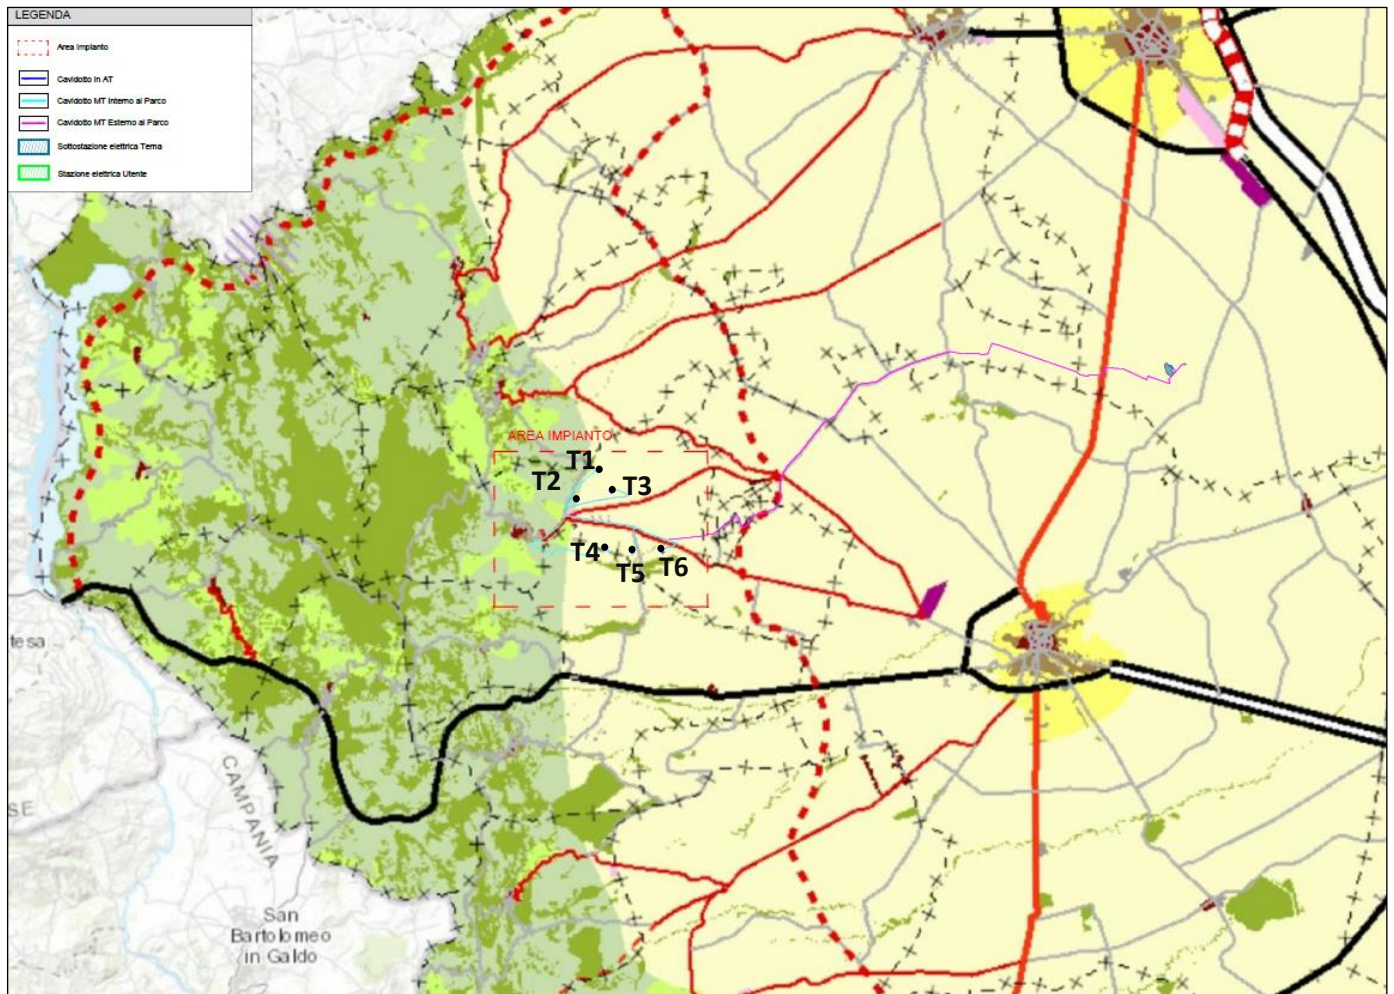 LEGENDA
Area Impianto
Cavidotto in AT
Cavidotto MT Interno al Parco
Cavidotto MT Esterno al Parco
Sottostazione elettrica Terna
Stazione elettrica Utente
AREA IMPIANTO
T1
T2
T3
T4
T5
T6
tesa
CAMPANIA
SE
San
Bartolomeo
in Galdo